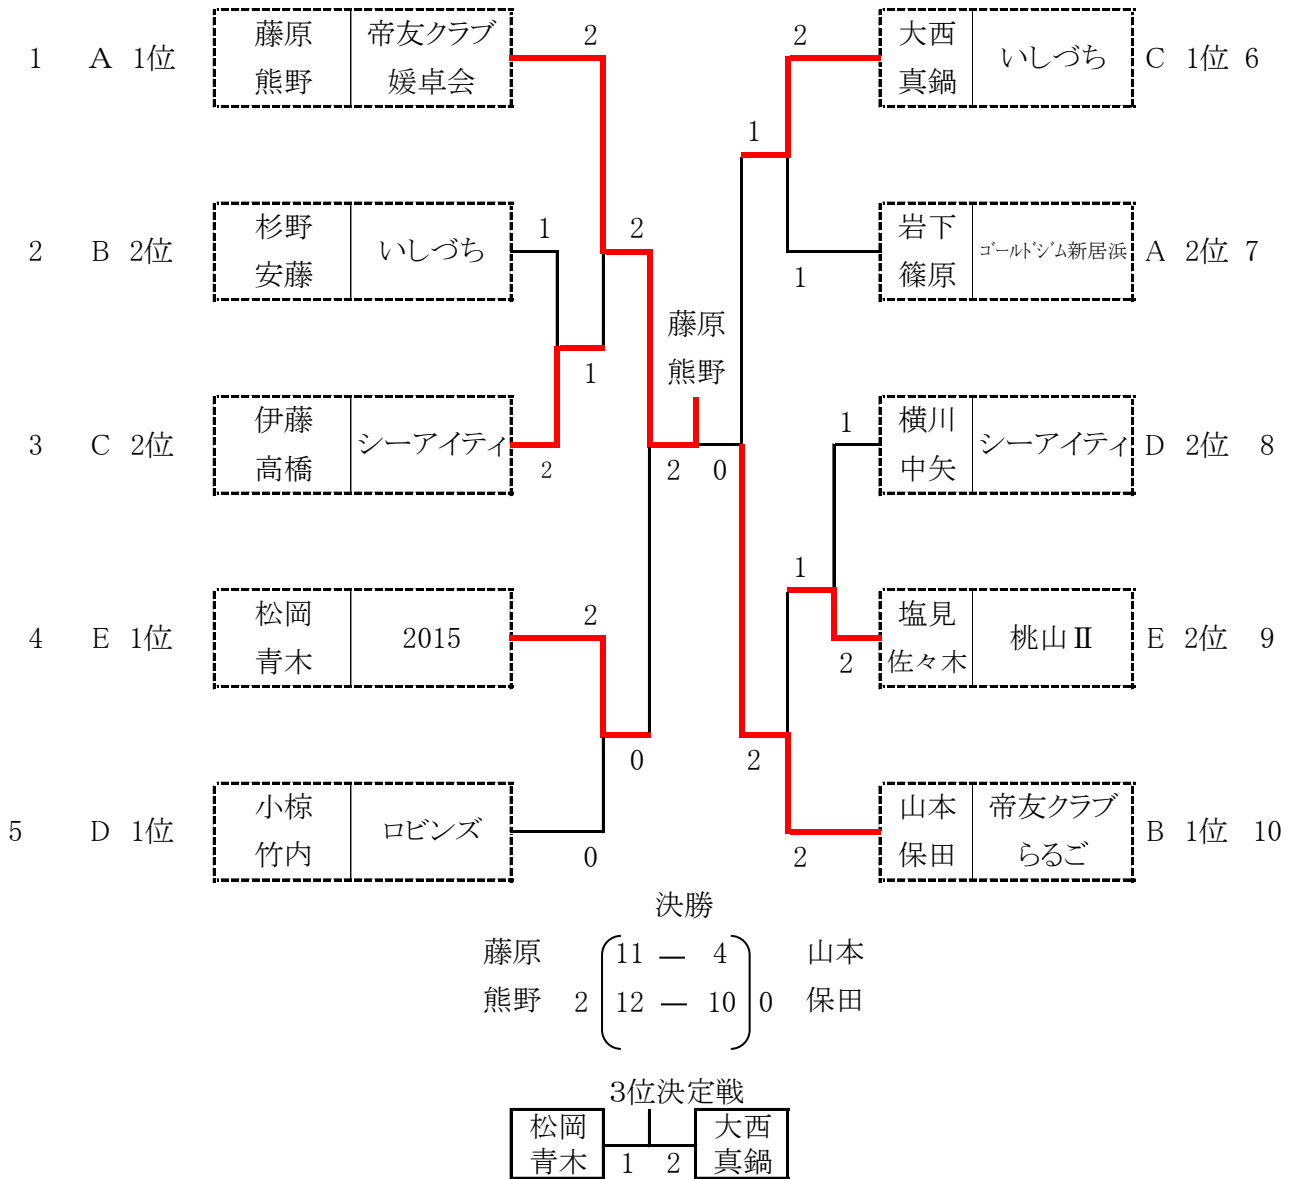 藤原 帝友クラブ 2 2 大西
1 A 1位 いしづち C 1位 6
熊野 媛卓会 真鍋
1
杉野 1 2 岩下
2 B 2位 いしづち ゴールドジム新居浜 A 2位 7
安藤 1 篠原
藤原
熊野
1
伊藤 1 横川
3 C 2位 シーアイティ シーアイティ D 2位 8
高橋 2 2 0 中矢
1
松岡 2 塩見
4 E 1位 2015 桃山Ⅱ E 2位 9
青木 2 佐々木
0 2
小椋 山本 帝友クラブ
5 D 1位 ロビンズ B 1位 10
竹内 0 2 保田 らるご
決勝
藤原 11 — 4 山本
熊野 2 12 — 10 0 保田
3位決定戦
松岡 大西
青木 1 2 真鍋